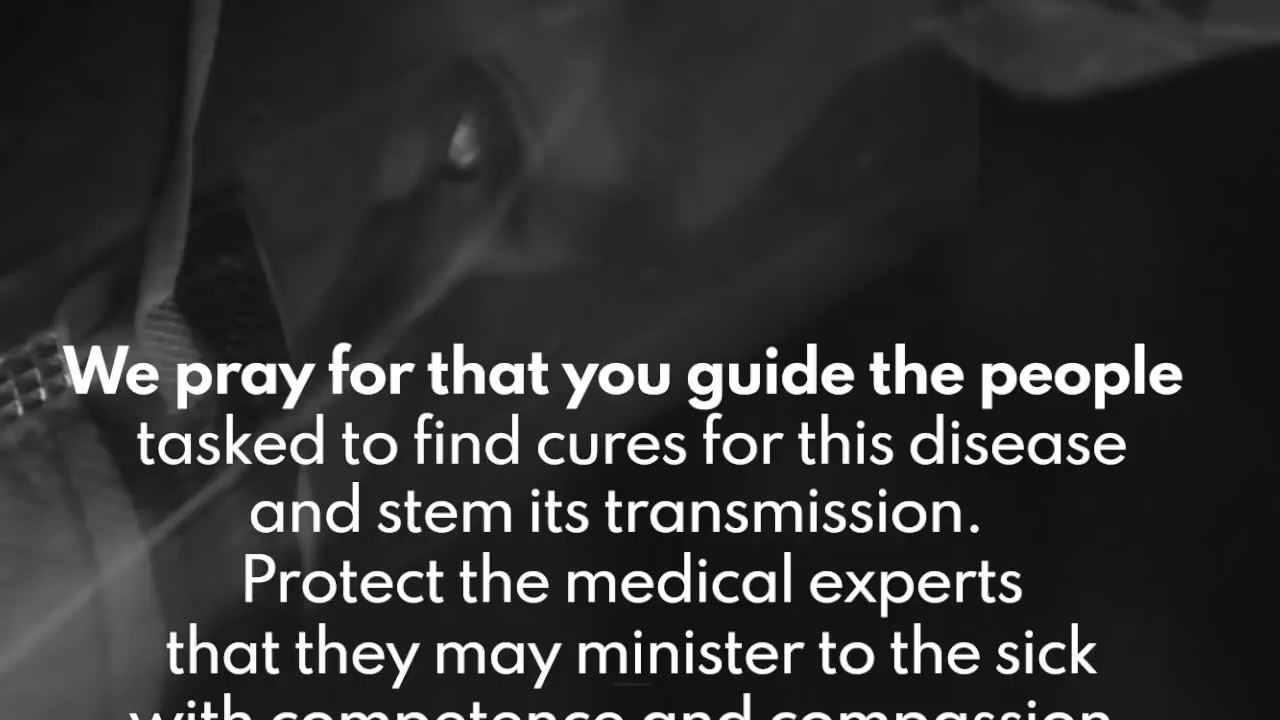 We pray for that you guide the people
tasked to find cures for this disease
and stem its transmission.
Protect the medical experts
that they may minister to the sick
with competence and compassion